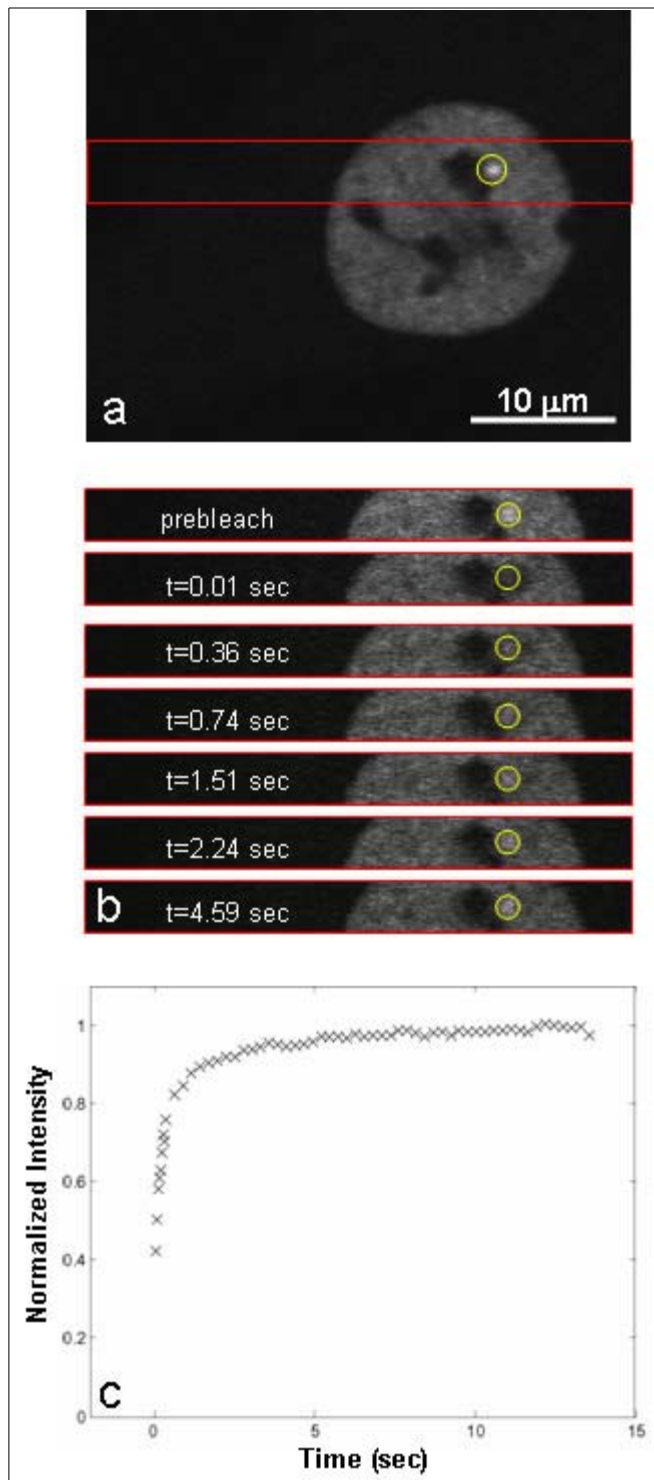 a
10 μm
prebleach
t=0.01 sec
t=0.36 sec
t=0.74 sec
t=1.51 sec
t=2.24 sec
b
t=4.59 sec
Normalized Intensity
1
0.8
0.6
0.4
0.2
0
c
0
5
10
15
Time (sec)